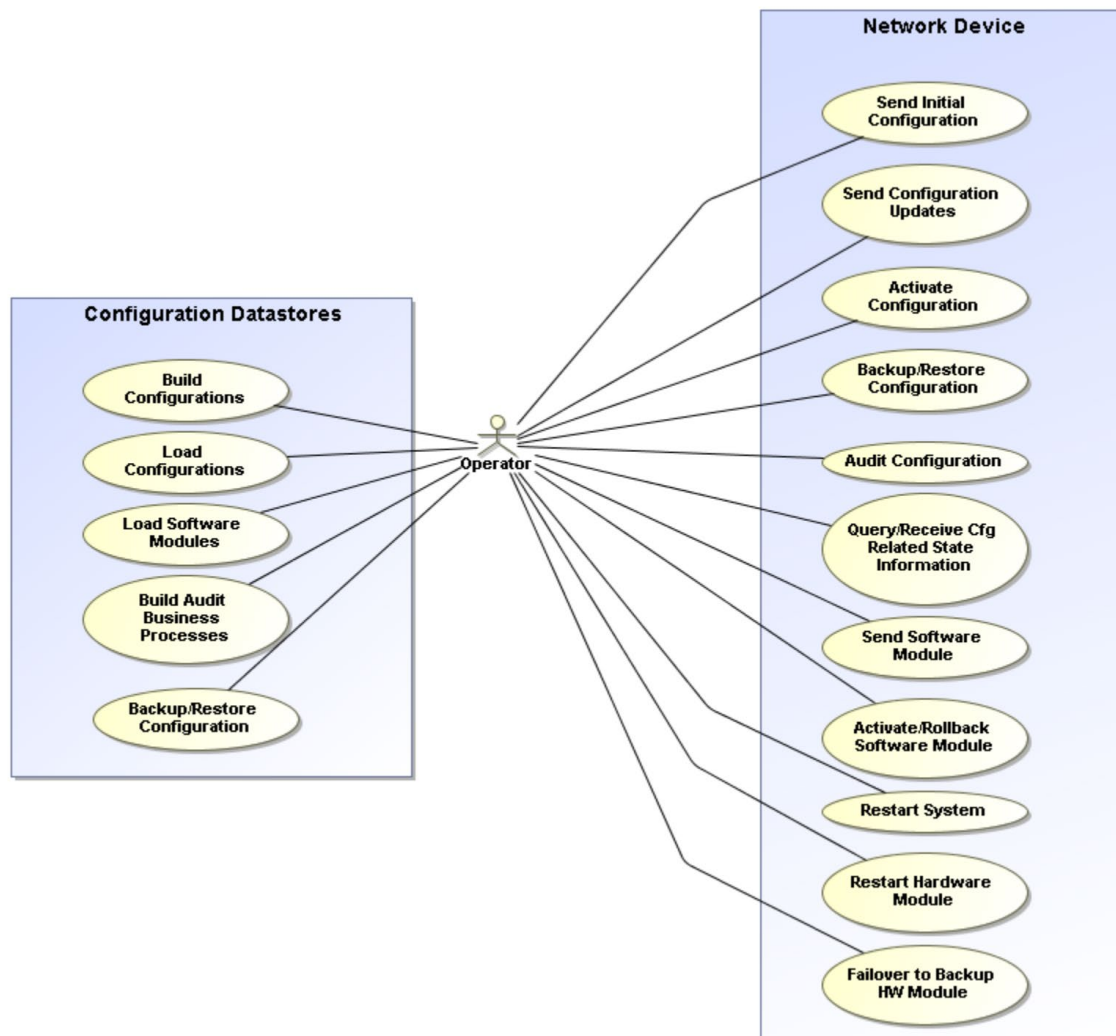 Configuration Datastores
Build
Configurations
Load
Configurations
Load Software
Modules
Build Audit
Business
Processes
Backup/Restore
Configuration
Operator
Network Device
Send Initial
Configuration
Send Configuration
Updates
Activate
Configuration
Backup/Restore
Configuration
Audit Configuration
Query/Receive Cfg
Related State
Information
Send Software
Module
Activate/Rollback
Software Module
Restart System
Restart Hardware
Module
Failover to Backup
HW Module